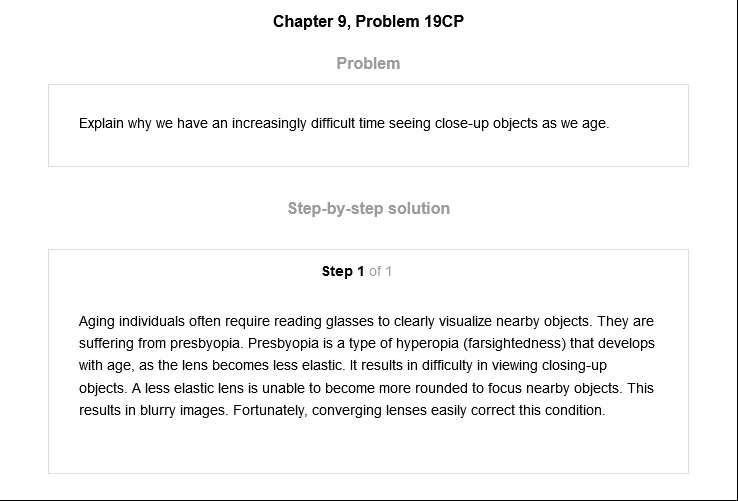 Chapter 9, Problem 19CP
Problem
Explain why we have an increasingly difficult time seeing close-up objects as we age.
Step-by-step solution
Step 1 of 1
Aging individuals often require reading glasses to clearly visualize nearby objects. They are
suffering from presbyopia. Presbyopia is a type of hyperopia (farsightedness) that develops
with age, as the lens becomes less elastic. It results in difficulty in viewing closing-up
objects. A less elastic lens is unable to become more rounded to focus nearby objects. This
results in blurry images. Fortunately, converging lenses easily correct this condition.